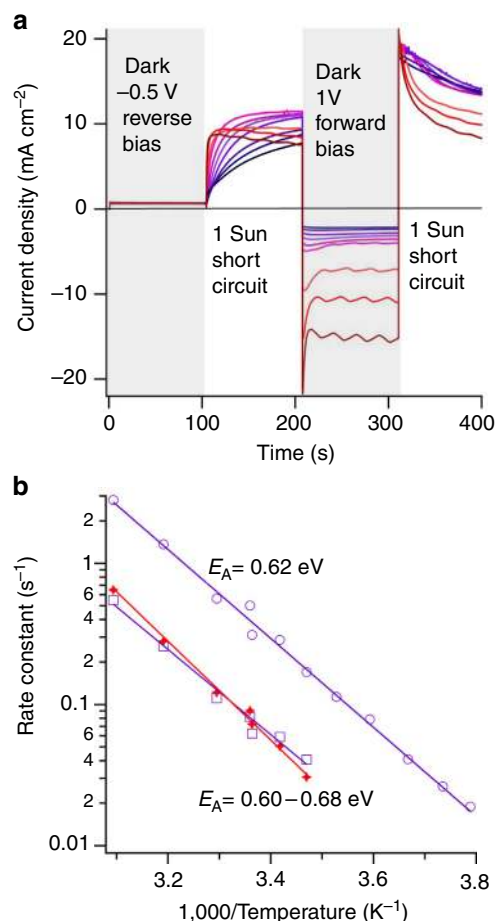 a
20
10
0
−10
−20
Current density (mA cm−2)
Dark
−0.5 V
reverse
bias
Dark
1V
forward
bias
1 Sun
short
circuit
1 Sun
short
circuit
0
100
200
300
400
Time (s)
b
2
1
6
4
2
0.1
6
4
2
0.01
Rate constant (s−1)
EA= 0.62 eV
EA= 0.60−0.68 eV
3.2
3.4
3.6
3.8
1,000/Temperature (K−1)